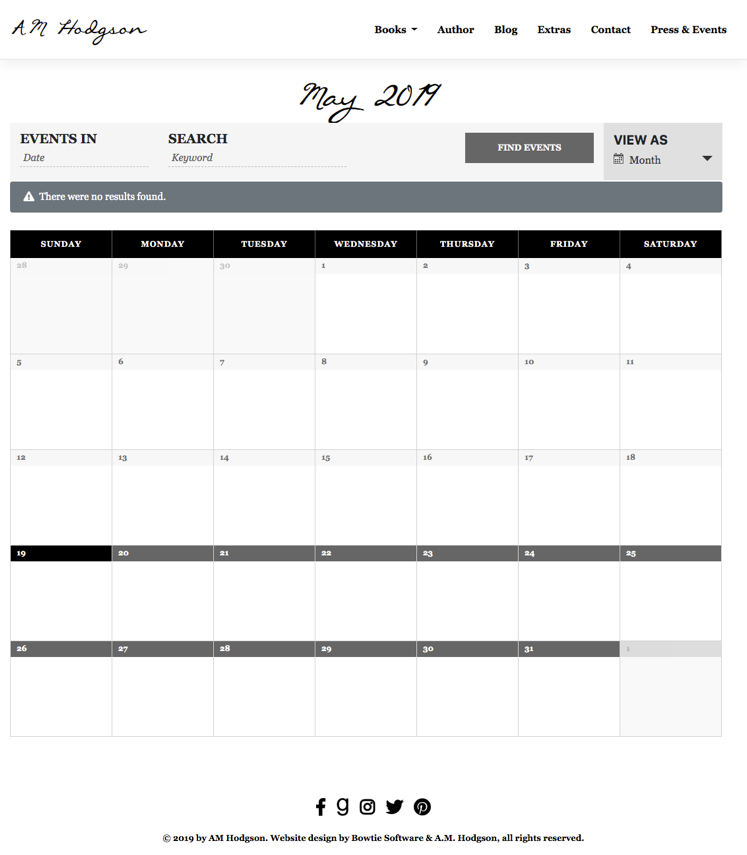 A.M Hodgson
Books Author Blog Extras Contact Press & Events
May 2019
EVENTS IN SEARCH FIND EVENTS VIEW AS
Date Keyword Month
There were no results found.
SUNDAY MONDAY TUESDAY WEDNESDAY THURSDAY FRIDAY SATURDAY
28 29 30 1 2 3 4
5 6 7 8 9 10 11
12 13 14 15 16 17 18
19 20 21 22 23 24 25
26 27 28 29 30 31 1
© 2019 by AM Hodgson. Website design by Bowtie Software & A.M. Hodgson, all rights reserved.